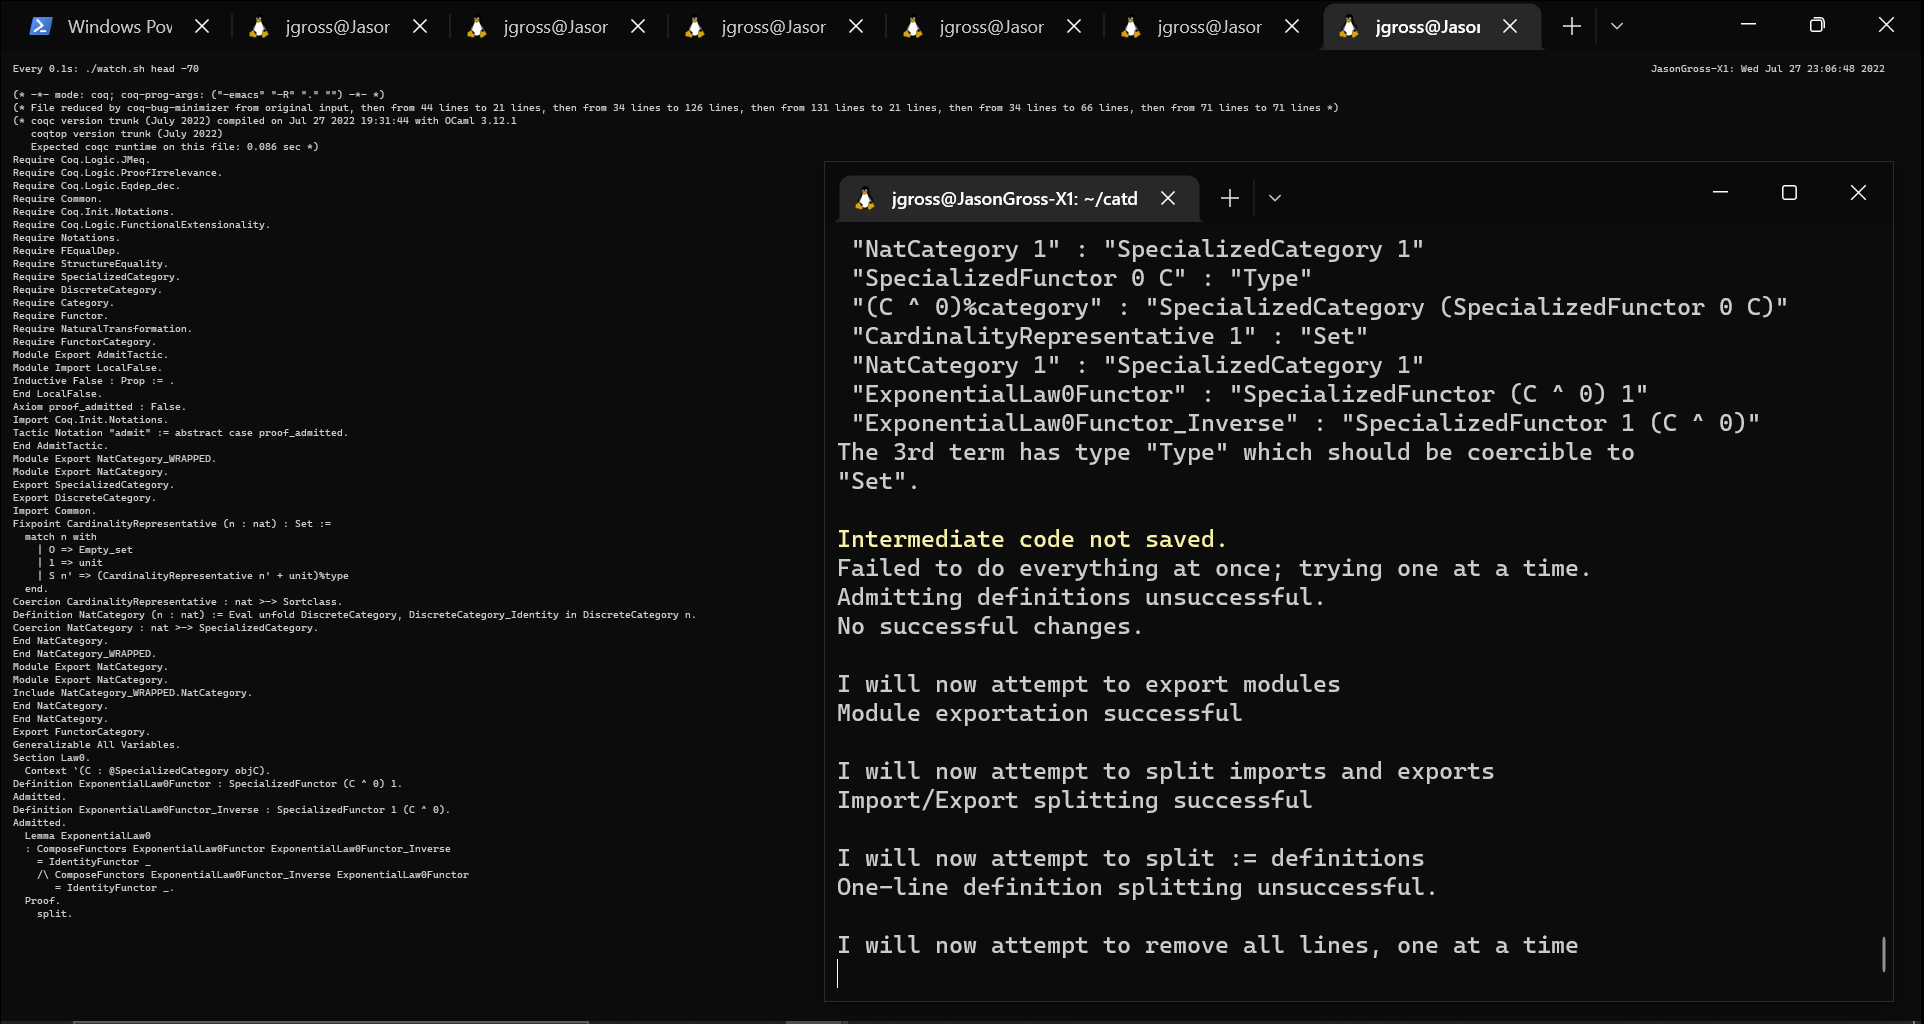 Windows Pov
jgross@Jasor
jgross@Jasor
jgross@Jasor
jgross@Jasor
jgross@Jasor
jgross@Jasor
Every 0.1s: ./watch.sh head -70
JasonGross-X1: Wed Jul 27 23:06:48 2022
(* -*- mode: coq; coq-prog-args: ("-emacs" "-R" "." "") -*- *)
(* File reduced by coq-bug-minimizer from original input, then from 44 lines to 21 lines, then from 34 lines to 126 lines, then from 131 lines to 21 lines, then from 34 lines to 66 lines, then from 71 lines to 71 lines *)
(* coqc version trunk (July 2022) compiled on Jul 27 2022 19:31:44 with OCaml 3.12.1
coqtop version trunk (July 2022)
Expected coqc runtime on this file: 0.086 sec *)
Require Coq.Logic.JMeq.
Require Coq.Logic.ProofIrrelevance.
Require Coq.Logic.Eqdep_dec.
Require Common.
Require Coq.Init.Notations.
Require Coq.Logic.FunctionalExtensionality.
Require Notations.
Require FEqualDep.
Require StructureEquality.
Require SpecializedCategory.
Require DiscreteCategory.
Require Category.
Require Functor.
Require NaturalTransformation.
Require FunctorCategory.
Module Export AdmitTactic.
Module Import LocalFalse.
Inductive False : Prop := .
End LocalFalse.
Axiom proof_admitted : False.
Import Coq.Init.Notations.
Tactic Notation "admit" := abstract case proof_admitted.
End AdmitTactic.
Module Export NatCategory_WRAPPED.
Module Export NatCategory.
Export SpecializedCategory.
Export DiscreteCategory.
Import Common.
Fixpoint CardinalityRepresentative (n : nat) : Set :=
match n with
| O => Empty_set
| 1 => unit
| S n' => (CardinalityRepresentative n' + unit)%type
end.
Coercion CardinalityRepresentative : nat >-> Sortclass.
Definition NatCategory (n : nat) := Eval unfold DiscreteCategory, DiscreteCategory_Identity in DiscreteCategory n.
Coercion NatCategory : nat >-> SpecializedCategory.
End NatCategory.
End NatCategory_WRAPPED.
Module Export NatCategory.
Module Export NatCategory.
Include NatCategory_WRAPPED.NatCategory.
End NatCategory.
End NatCategory.
Export FunctorCategory.
Generalizable All Variables.
Section Law0.
Context `(C : @SpecializedCategory objC).
Definition ExponentialLaw0Functor : SpecializedFunctor (C ^ 0) 1.
Admitted.
Definition ExponentialLaw0Functor_Inverse : SpecializedFunctor 1 (C ^ 0).
Admitted.
Lemma ExponentialLaw0
: ComposeFunctors ExponentialLaw0Functor ExponentialLaw0Functor_Inverse
= IdentityFunctor _
/\ ComposeFunctors ExponentialLaw0Functor_Inverse ExponentialLaw0Functor
= IdentityFunctor _.
Proof.
split.
jgross@JasonGross-X1: ~/catd
"NatCategory 1" : "SpecializedCategory 1"
"SpecializedFunctor 0 C" : "Type"
"(C ^ 0)%category" : "SpecializedCategory (SpecializedFunctor 0 C)"
"CardinalityRepresentative 1" : "Set"
"NatCategory 1" : "SpecializedCategory 1"
"ExponentialLaw0Functor" : "SpecializedFunctor (C ^ 0) 1"
"ExponentialLaw0Functor_Inverse" : "SpecializedFunctor 1 (C ^ 0)"
The 3rd term has type "Type" which should be coercible to
"Set".
Intermediate code not saved.
Failed to do everything at once; trying one at a time.
Admitting definitions unsuccessful.
No successful changes.
I will now attempt to export modules
Module exportation successful
I will now attempt to split imports and exports
Import/Export splitting successful
I will now attempt to split := definitions
One-line definition splitting unsuccessful.
I will now attempt to remove all lines, one at a time